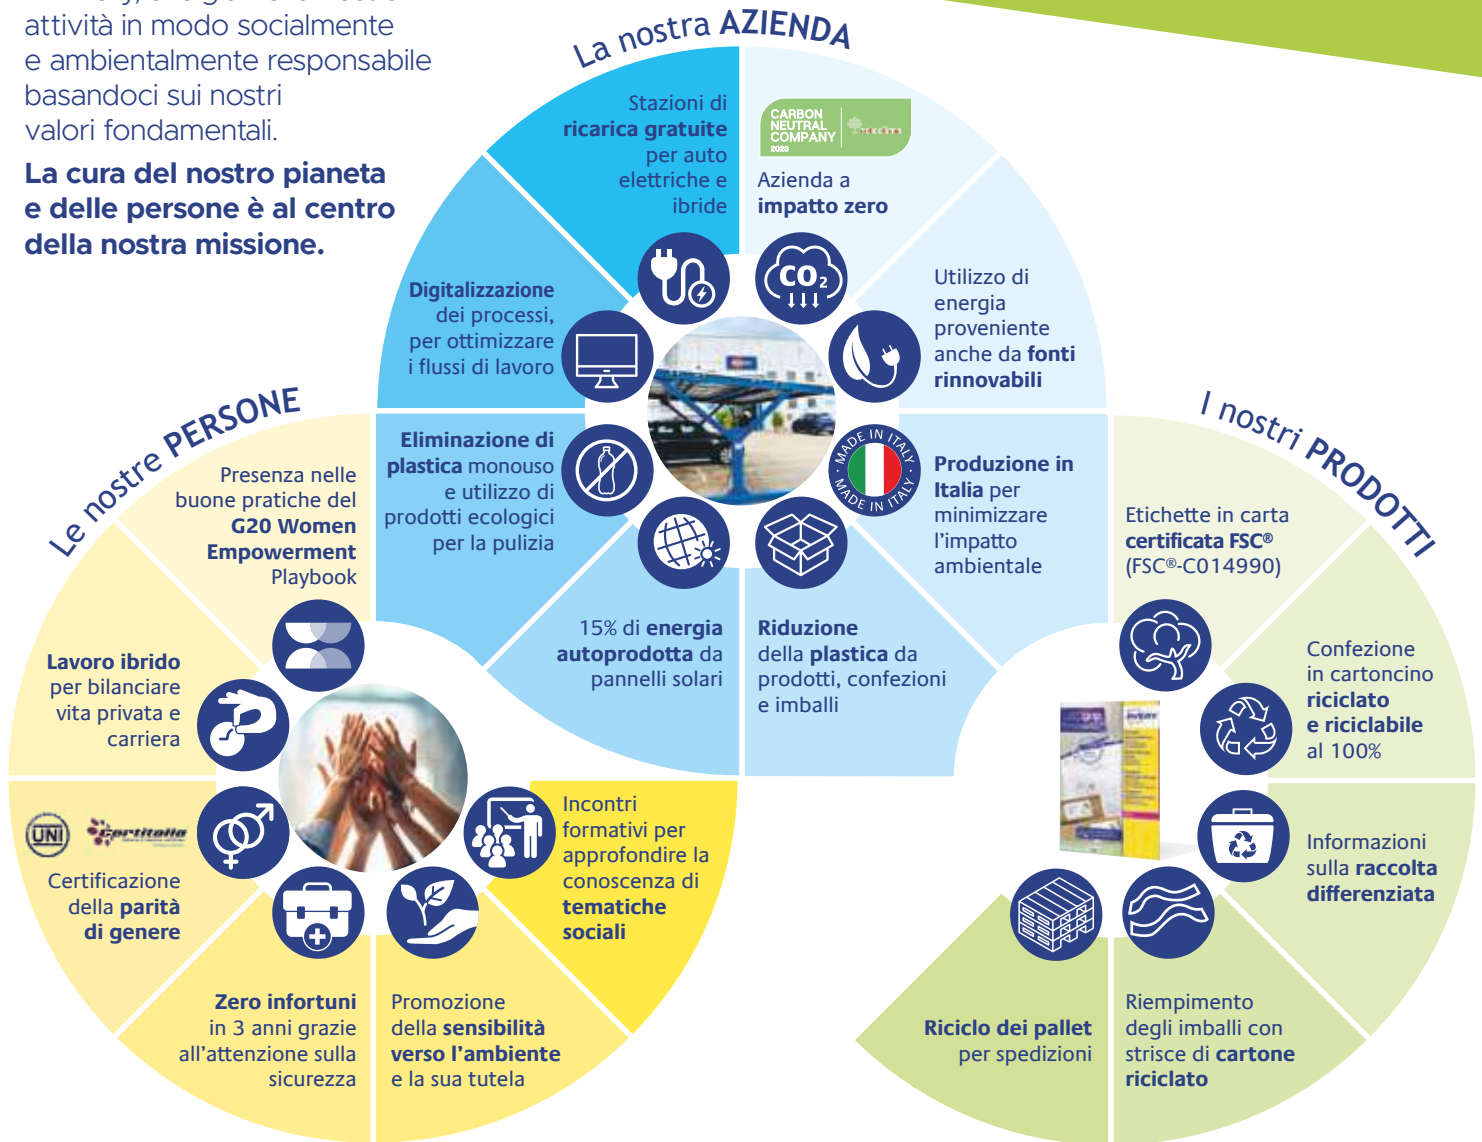 attività in modo socialmente
e ambientalmente responsabile
basandoci sui nostri
valori fondamentali.
La cura del nostro pianeta
e delle persone è al centro
della nostra missione.
La nostra AZIENDA
Stazioni di
ricarica gratuite
per auto
elettriche e
ibride
CARBON
NEUTRAL
COMPANY
2023
Azienda a
impatto zero
CO₂
Utilizzo di
energia
proveniente
anche da fonti
rinnovabili
Digitalizzazione
dei processi,
per ottimizzare
i flussi di lavoro
Eliminazione di
plastica monouso
e utilizzo di
prodotti ecologici
per la pulizia
MADE IN ITALY
MADE IN ITALY
Produzione in
Italia per
minimizzare
l'impatto
ambientale
15% di energia
autoprodotta da
pannelli solari
Riduzione
della plastica da
prodotti, confezioni
e imballi
Le nostre PERSONE
Presenza nelle
buone pratiche del
G20 Women
Empowerment
Playbook
Lavoro ibrido
per bilanciare
vita privata e
carriera
UNI
Certitalia
Certificazione
della parità
di genere
Zero infortuni
in 3 anni grazie
all'attenzione sulla
sicurezza
Promozione
della sensibilità
verso l'ambiente
e la sua tutela
Incontri
formativi per
approfondire la
conoscenza di
tematiche
sociali
I nostri PRODOTTI
Etichette in carta
certificata FSC®
(FSC®-C014990)
Confezione
in cartoncino
riciclato
e riciclabile
al 100%
AVERY
Informazioni
sulla raccolta
differenziata
Riempimento
degli imballi con
strisce di cartone
riciclato
Riciclo dei pallet
per spedizioni